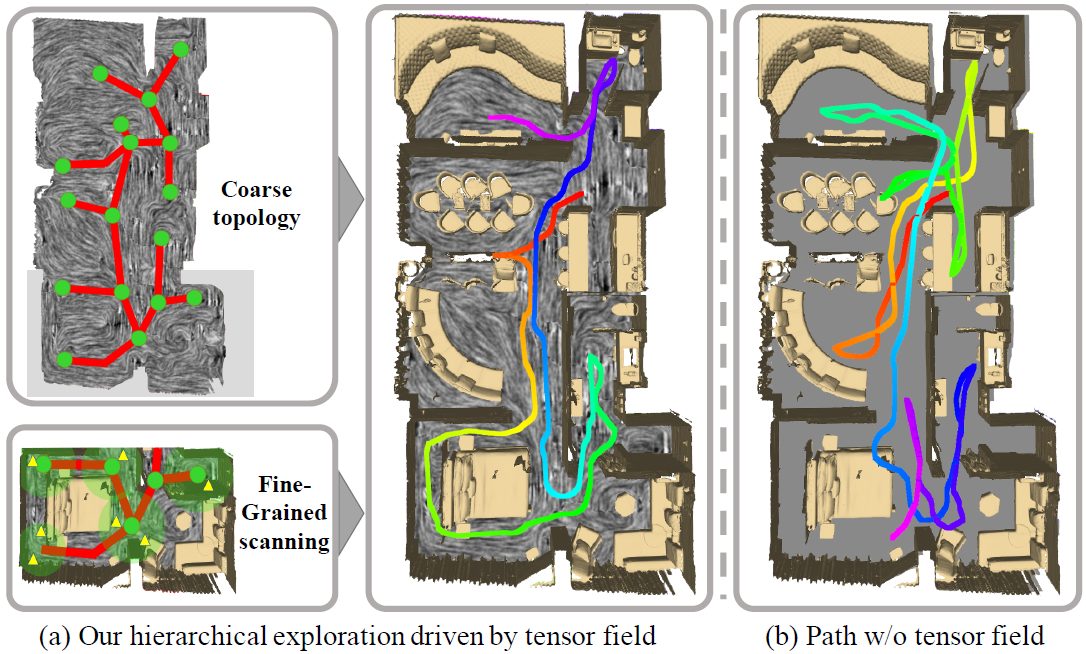 Coarse
topology
Fine-
Grained
scanning
(a) Our hierarchical exploration driven by tensor field
(b) Path w/o tensor field